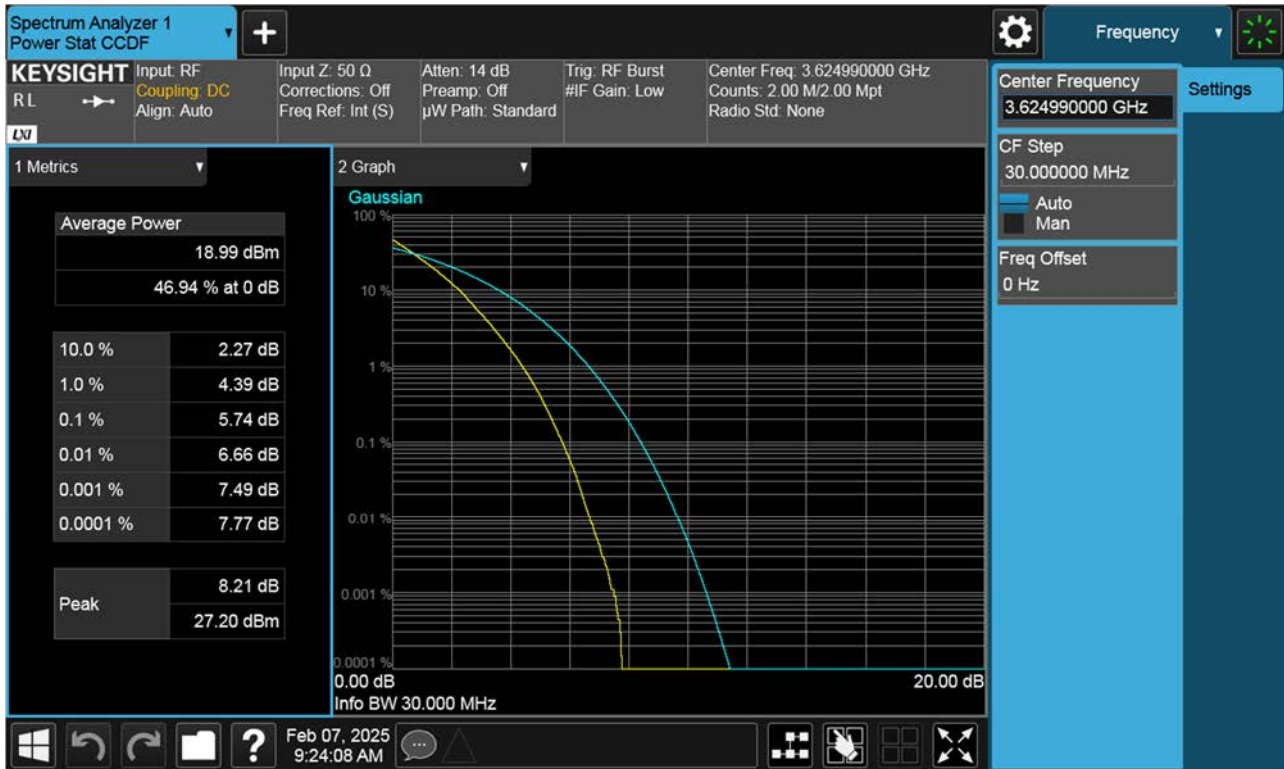 Spectrum Analyzer 1
Power Stat CCDF
Frequency
KEYSIGHT
RL
LXI
Input: RF
Coupling: DC
Align: Auto
Input Z: 50 Ω
Corrections: Off
Freq Ref: Int (S)
Atten: 14 dB
Preamp: Off
µW Path: Standard
Trig: RF Burst
#IF Gain: Low
Center Freq: 3.624990000 GHz
Counts: 2.00 M/2.00 Mpt
Radio Std: None
1 Metrics
Average Power
18.99 dBm
46.94 % at 0 dB
10.0 % 2.27 dB
1.0 % 4.39 dB
0.1 % 5.74 dB
0.01 % 6.66 dB
0.001 % 7.49 dB
0.0001 % 7.77 dB
Peak
8.21 dB
27.20 dBm
2 Graph
Gaussian
100 %
10 %
1 %
0.1 %
0.01 %
0.001 %
0.0001 %
0.00 dB 20.00 dB
Info BW 30.000 MHz
Center Frequency
3.624990000 GHz
CF Step
30.000000 MHz
Auto
Man
Freq Offset
0 Hz
Settings
?
Feb 07, 2025
9:24:08 AM